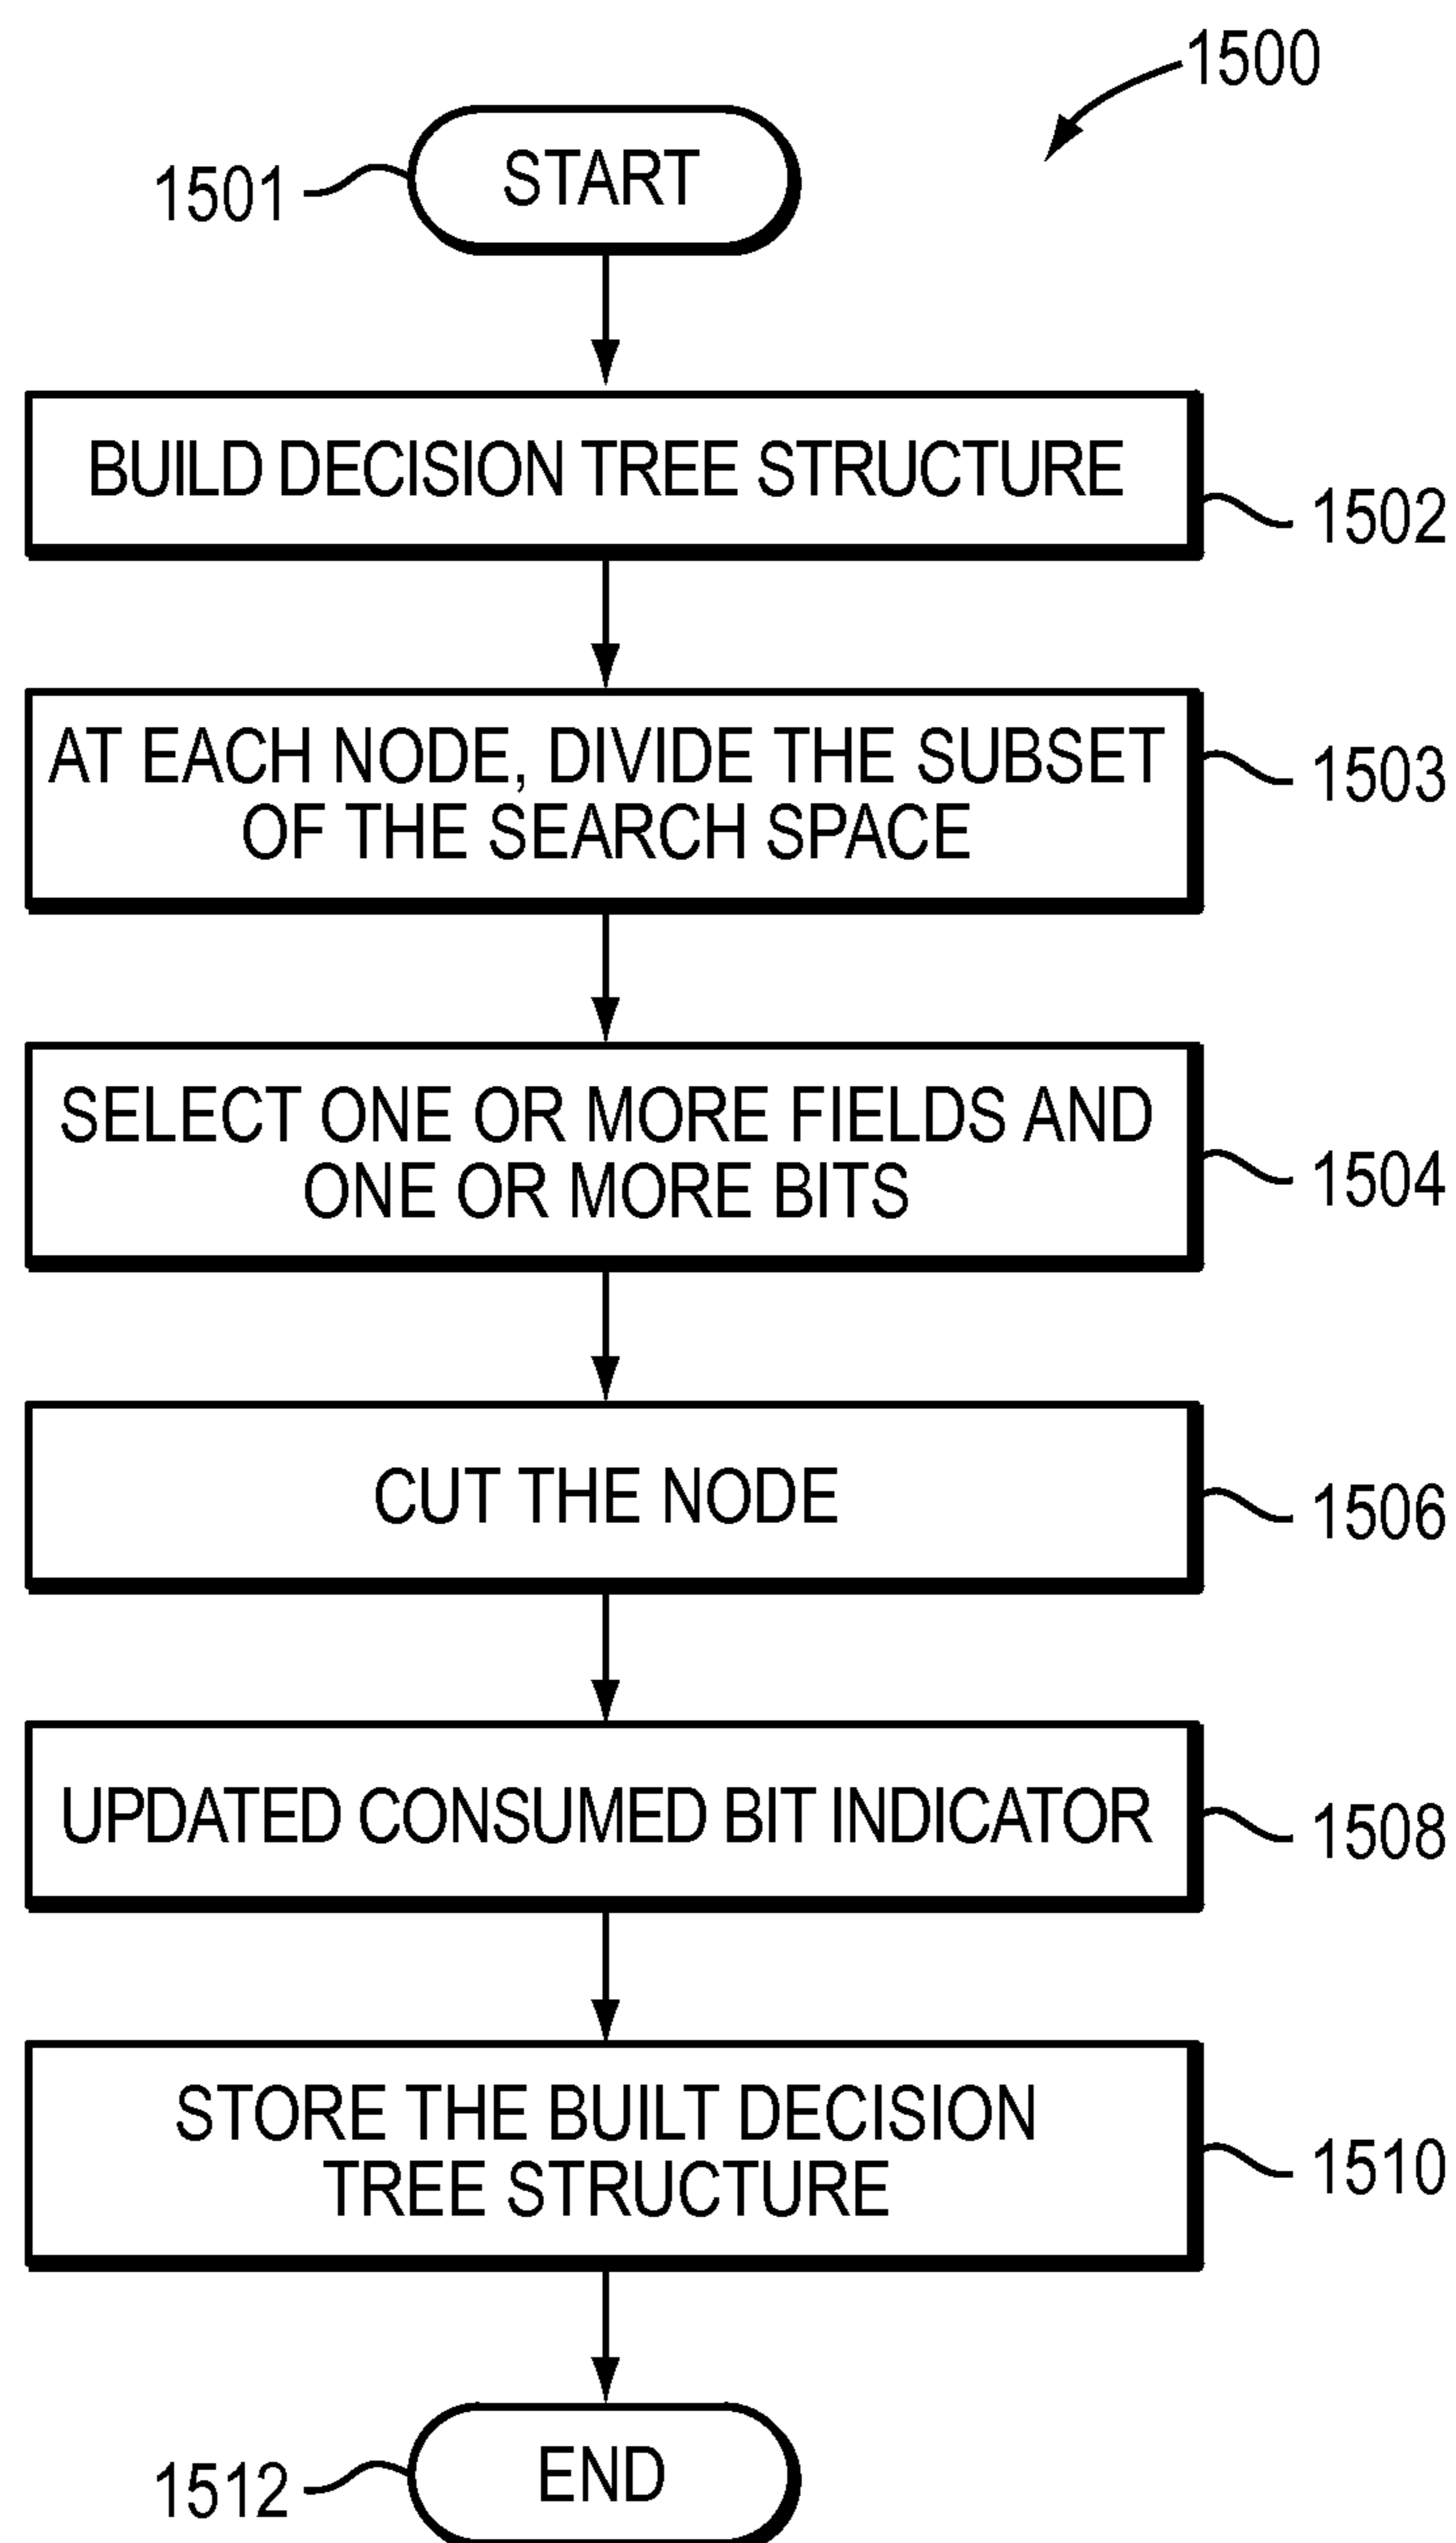 1500
1501
START
BUILD DECISION TREE STRUCTURE
1502
AT EACH NODE, DIVIDE THE SUBSET
OF THE SEARCH SPACE
1503
SELECT ONE OR MORE FIELDS AND
ONE OR MORE BITS
1504
CUT THE NODE
1506
UPDATED CONSUMED BIT INDICATOR
1508
STORE THE BUILT DECISION
TREE STRUCTURE
1510
END
1512